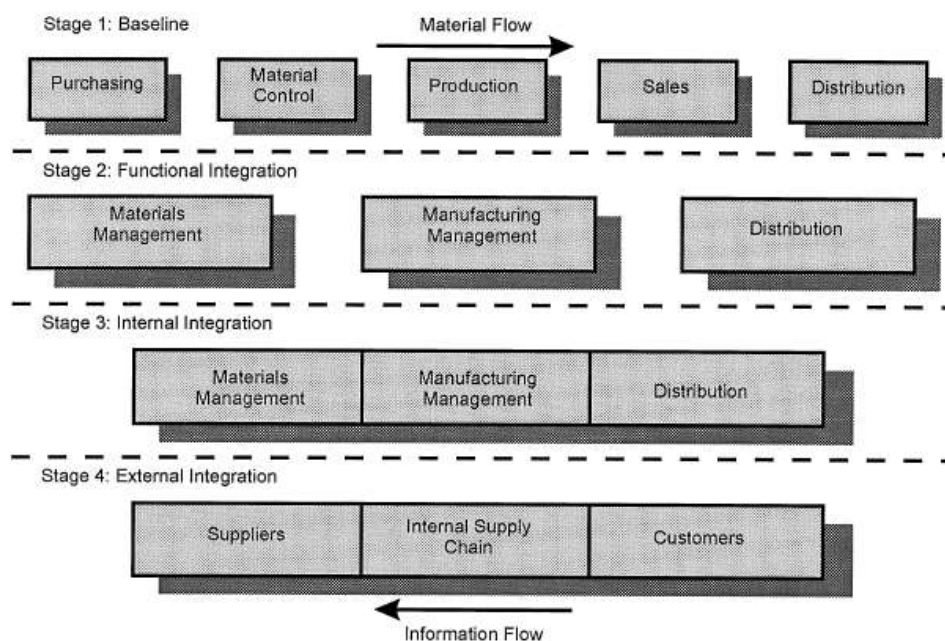 Stage 1: Baseline
Material Flow
Purchasing
Material
Control
Production
Sales
Distribution
Stage 2: Functional Integration
Materials
Management
Manufacturing
Management
Distribution
Stage 3: Internal Integration
Materials
Management
Manufacturing
Management
Distribution
Stage 4: External Integration
Suppliers
Internal Supply
Chain
Customers
Information Flow